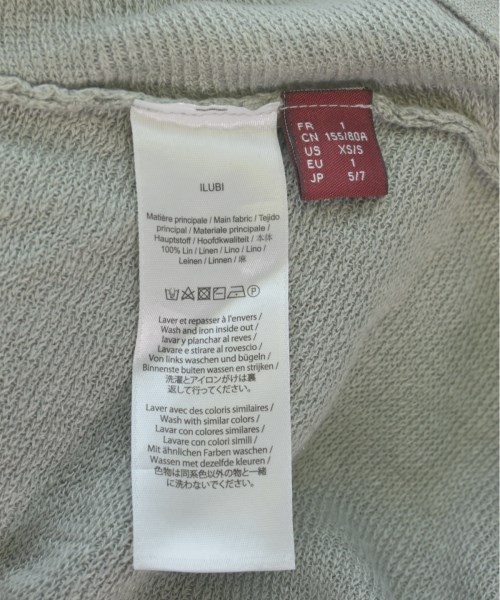 FR 1
CN 155/80A
US XS/S
EU 1
JP 5/7
ILUBI
Matière principale / Main fabric / Tejido
principal / Materiale principale /
Hauptstoff / Hoofdkwaliteit / 本体
100% Lin / Linen / Lino / Lino /
Leinen / Linnen / 麻
P
Laver et repasser à l'envers /
Wash and iron inside out /
lavar y planchar al reves /
Lavare e stirare al rovescio /
Von links waschen und bügeln /
Binnenste buiten wassen en strijken /
洗濯とアイロンがけは裏
返して行ってください。
Laver avec des coloris similaires /
Wash with similar colors /
Lavar con colores similares /
Lavare con colori simili /
Mit ähnlichen Farben waschen /
Wassen met dezelfde kleuren /
色物は同系色以外の物と一緒
に洗わないでください。